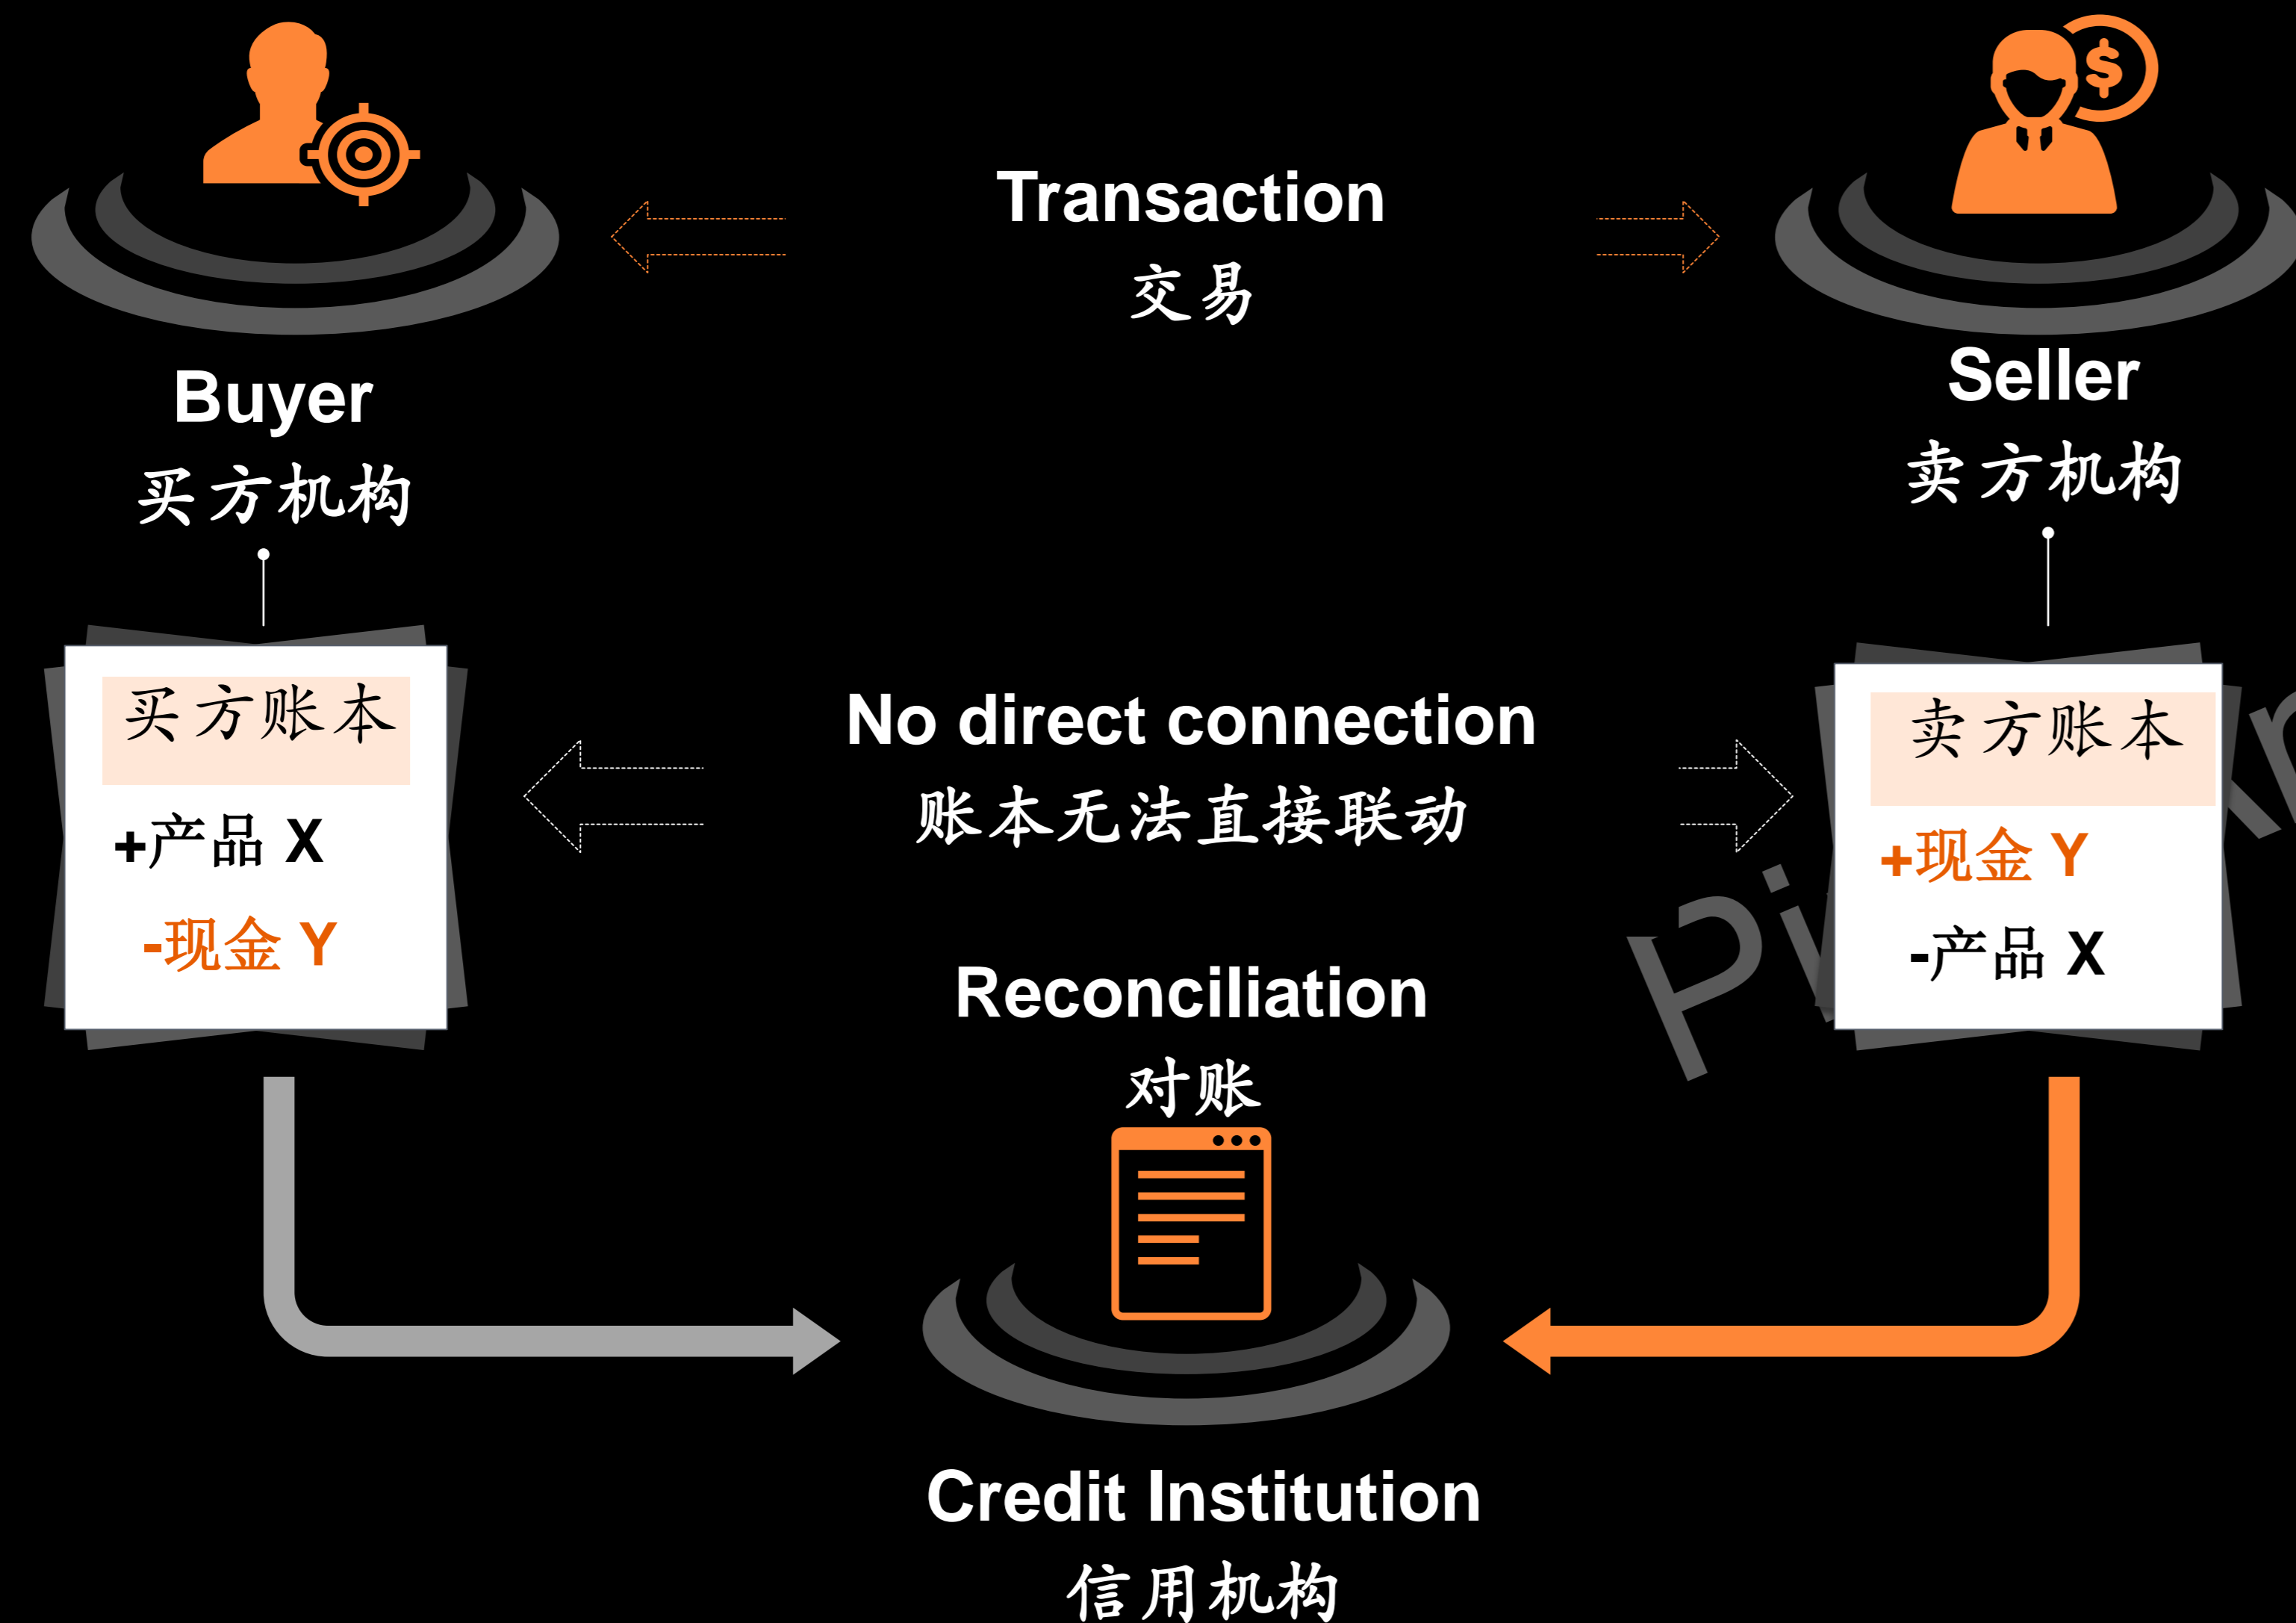 Transaction
交易
Buyer
买方机构
Seller
卖方机构
买方账本
+产品 X
-现金 Y
No direct connection
账本无法直接联动
卖方账本
+现金 Y
-产品 X
Reconciliation
对账
Credit Institution
信用机构